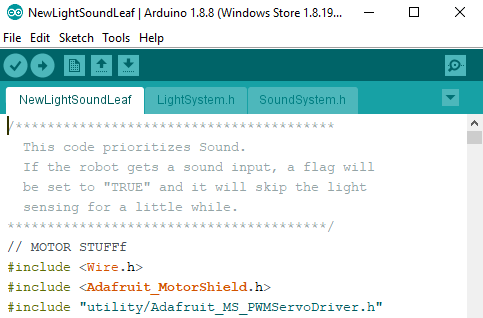 NewLightSoundLeaf | Arduino 1.8.8 (Windows Store 1.8.19...
File Edit Sketch Tools Help
NewLightSoundLeaf LightSystem.h SoundSystem.h
/****************************************
This code prioritizes Sound.
If the robot gets a sound input, a flag will
be set to "TRUE" and it will skip the light
sensing for a little while.
****************************************/
// MOTOR STUFFf
#include <Wire.h>
#include <Adafruit_MotorShield.h>
#include "utility/Adafruit_MS_PWMServoDriver.h"